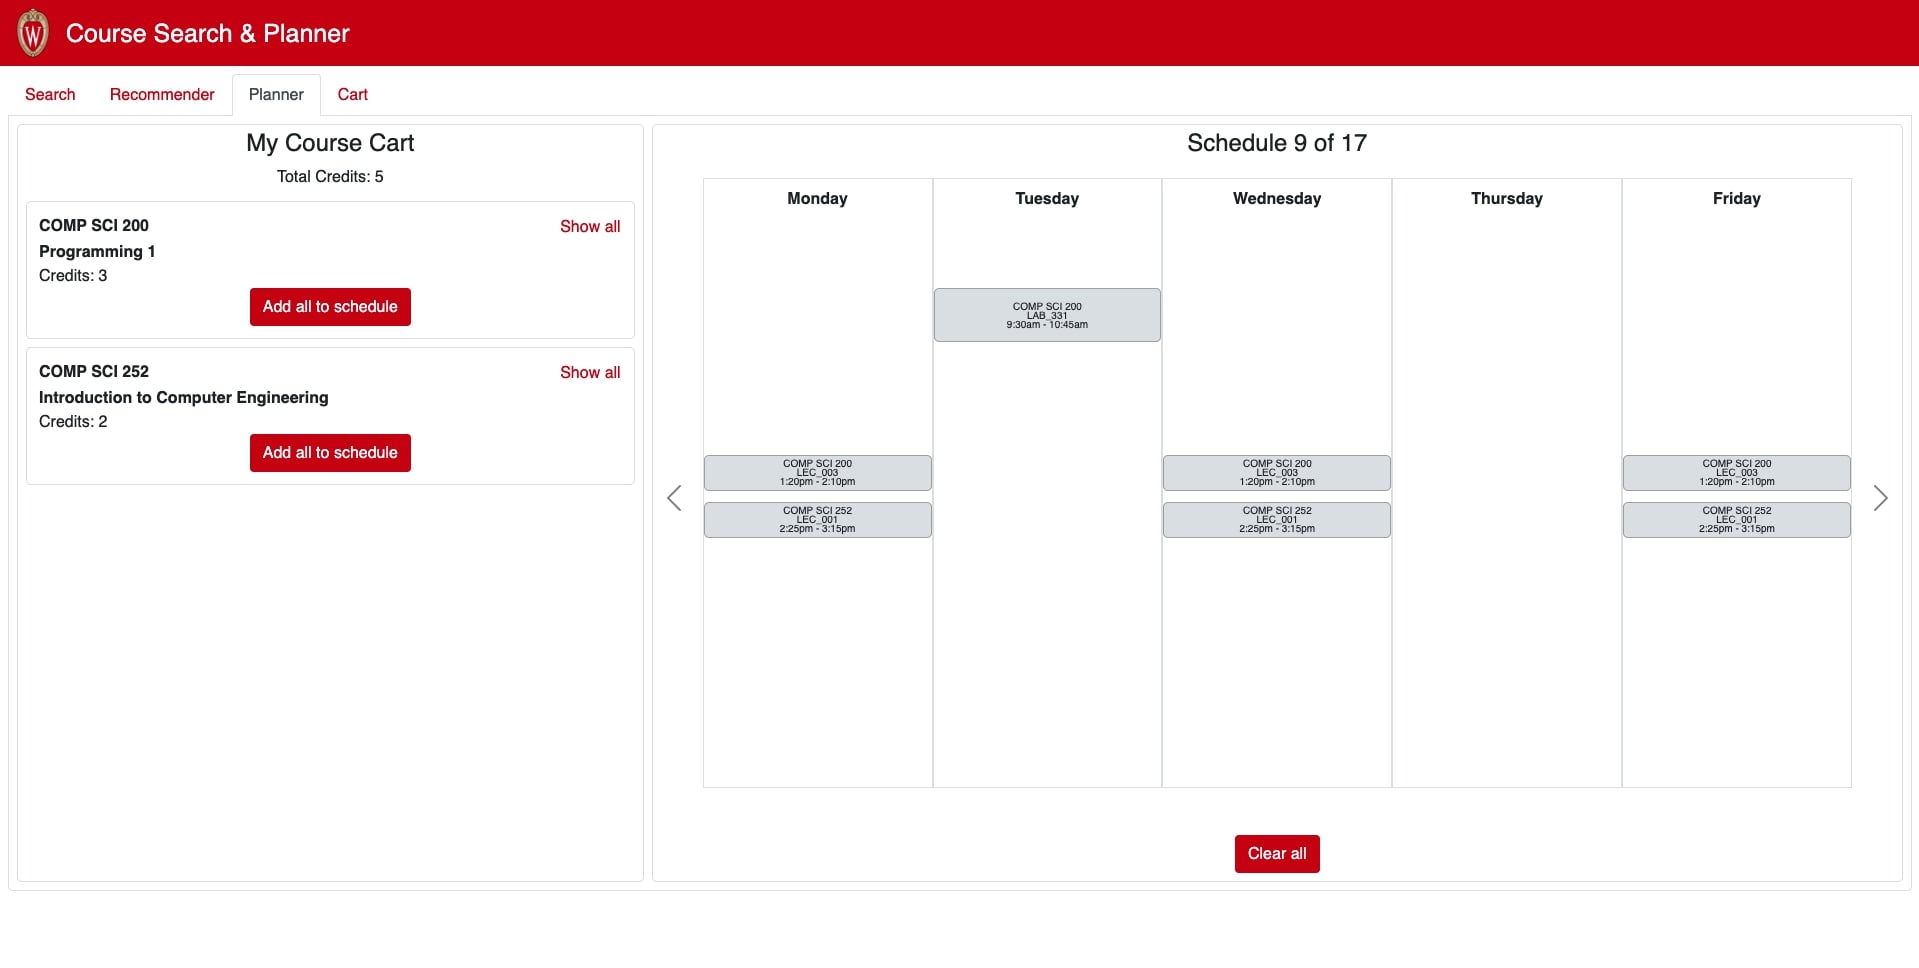 W
Course Search & Planner
Search
Recommender
Planner
Cart
My Course Cart
Total Credits: 5
COMP SCI 200
Show all
Programming 1
Credits: 3
Add all to schedule
COMP SCI 252
Show all
Introduction to Computer Engineering
Credits: 2
Add all to schedule
Schedule 9 of 17
Monday
Tuesday
Wednesday
Thursday
Friday
COMP SCI 200
LAB_331
9:30am - 10:45am
COMP SCI 200
LEC_003
1:20pm - 2:10pm
COMP SCI 200
LEC_003
1:20pm - 2:10pm
COMP SCI 200
LEC_003
1:20pm - 2:10pm
COMP SCI 252
LEC_001
2:25pm - 3:15pm
COMP SCI 252
LEC_001
2:25pm - 3:15pm
COMP SCI 252
LEC_001
2:25pm - 3:15pm
Clear all